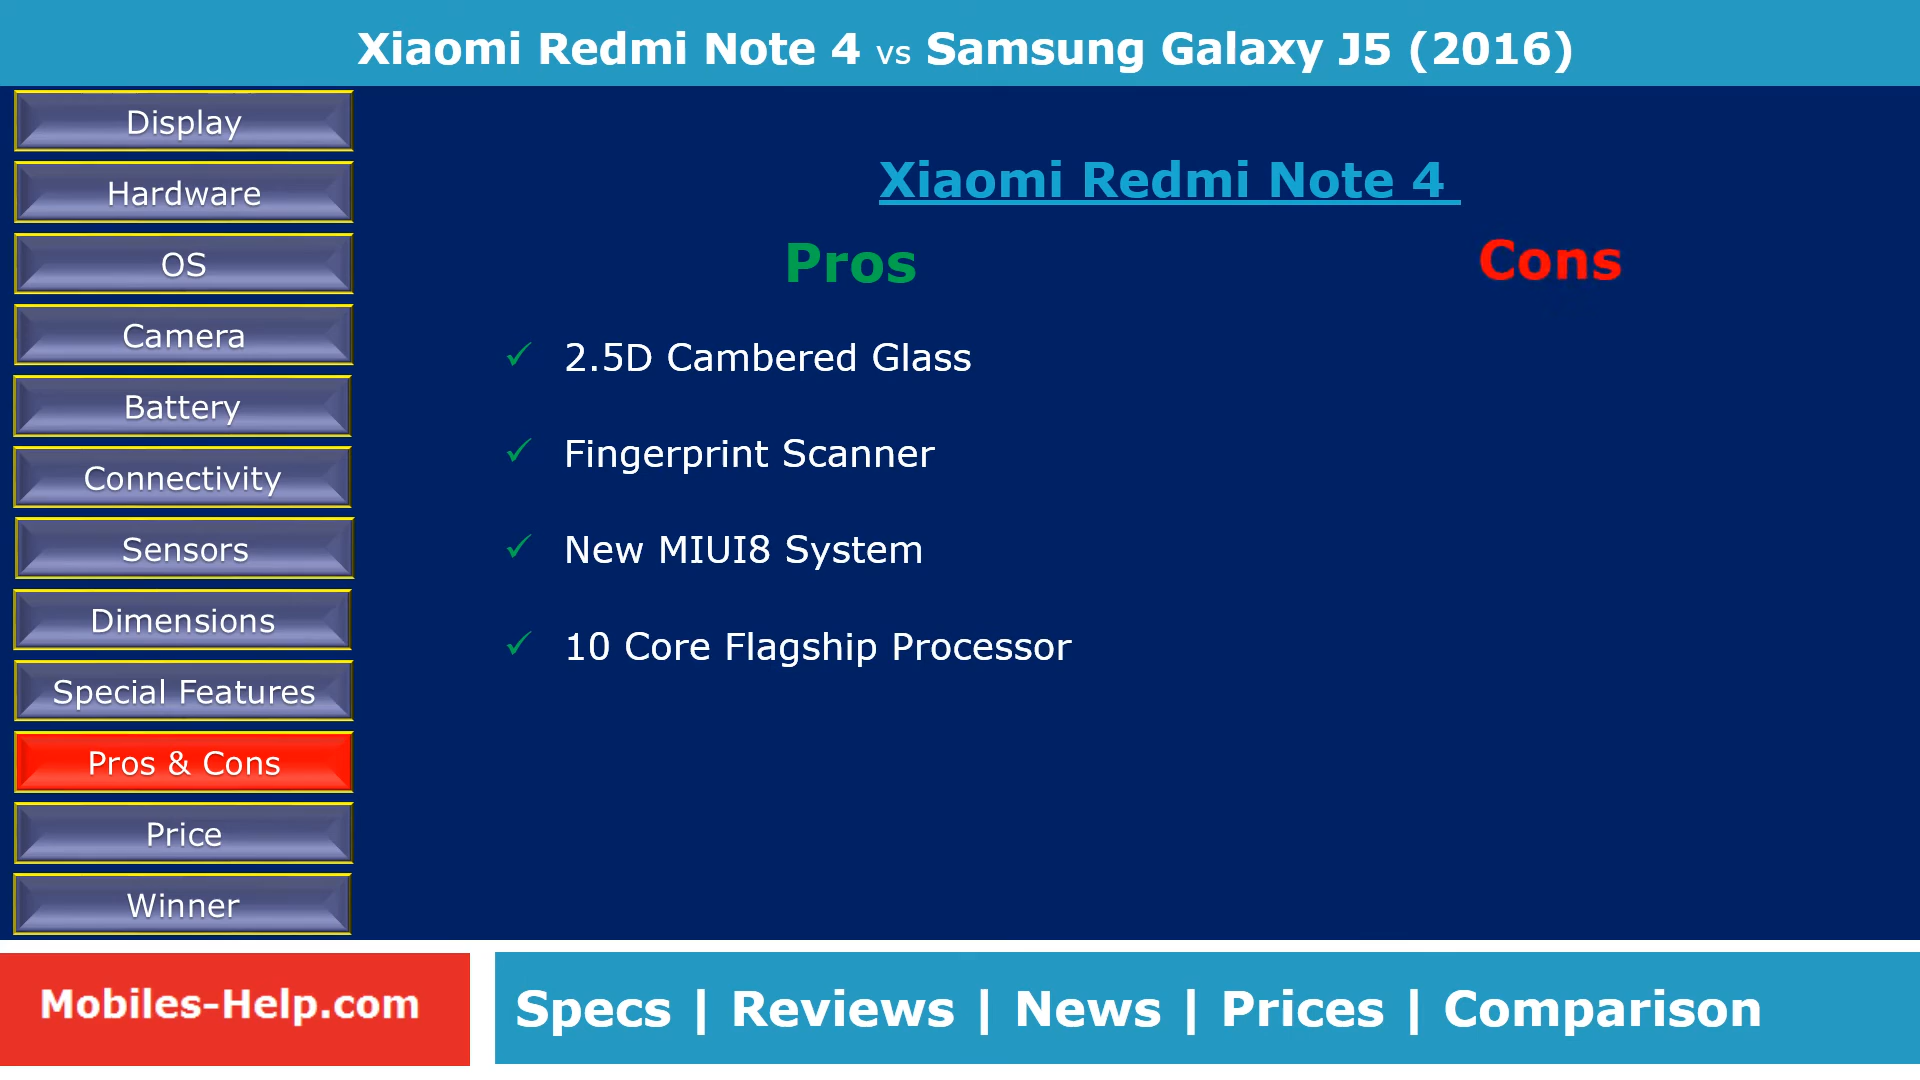 Xiaomi Redmi Note 4 vs Samsung Galaxy J5 (2016)
Display
Hardware
OS
Camera
Battery
Connectivity
Sensors
Dimensions
Special Features
Pros & Cons
Price
Winner
Xiaomi Redmi Note 4
Pros
Cons
✓ 2.5D Cambered Glass
✓ Fingerprint Scanner
✓ New MIUI8 System
✓ 10 Core Flagship Processor
Mobiles-Help.com
Specs | Reviews | News | Prices | Comparison